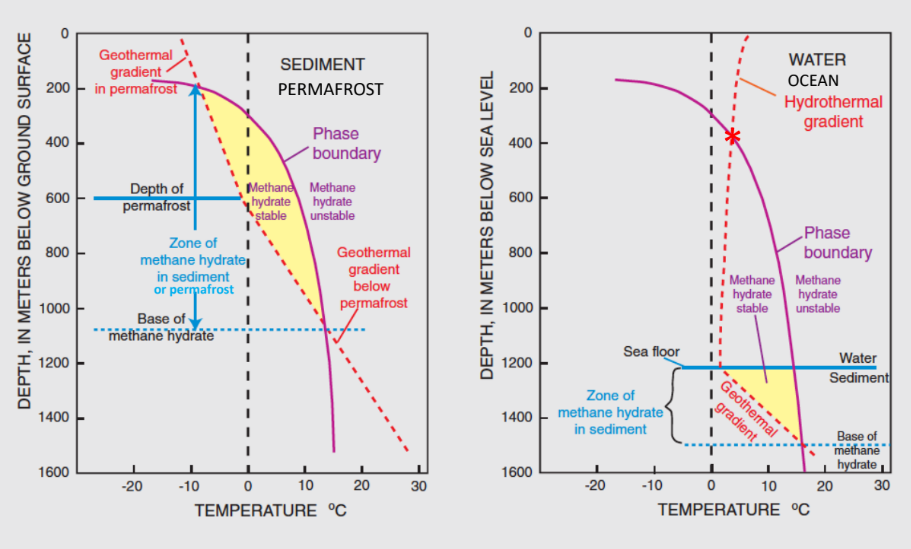 DEPTH, IN METERS BELOW GROUND SURFACE
0
200
400
600
800
1000
1200
1400
1600
Geothermal
gradient
in permafrost
SEDIMENT
PERMAFROST
Phase
boundary
Depth of
permafrost
Methane
hydrate
stable
Methane
hydrate
unstable
Zone of
methane hydrate
in sediment
or permafrost
Geothermal
gradient
below
permafrost
Base of
methane hydrate
-20
-10
0
10
20
30
TEMPERATURE °C
DEPTH, IN METERS BELOW SEA LEVEL
0
200
400
600
800
1000
1200
1400
1600
WATER
OCEAN
Hydrothermal
gradient
Phase
boundary
Methane
hydrate
stable
Methane
hydrate
unstable
Sea floor
Water
Sediment
Zone of
methane hydrate
in sediment
Geothermal
gradient
Base of
methane
hydrate
-20
-10
0
10
20
30
TEMPERATURE °C